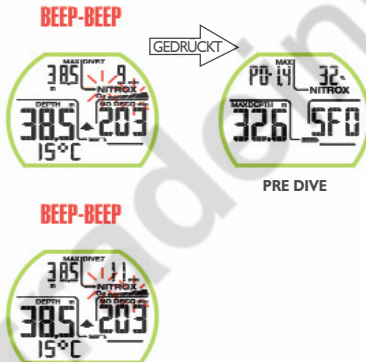 BEEP-BEEP
GEDRUCKT
MAX DIVE T
38.5 9
m NITROX
DEPTH m NO DECO
38.5 203
15°C
MAX
PO-1.4 32%
NITROX
MAX DEPTH m
32.6 SFO
PRE DIVE
BEEP-BEEP
MAX DIVE T
38.5 11
m NITROX
DEPTH m NO DECO
38.5 203
15°C